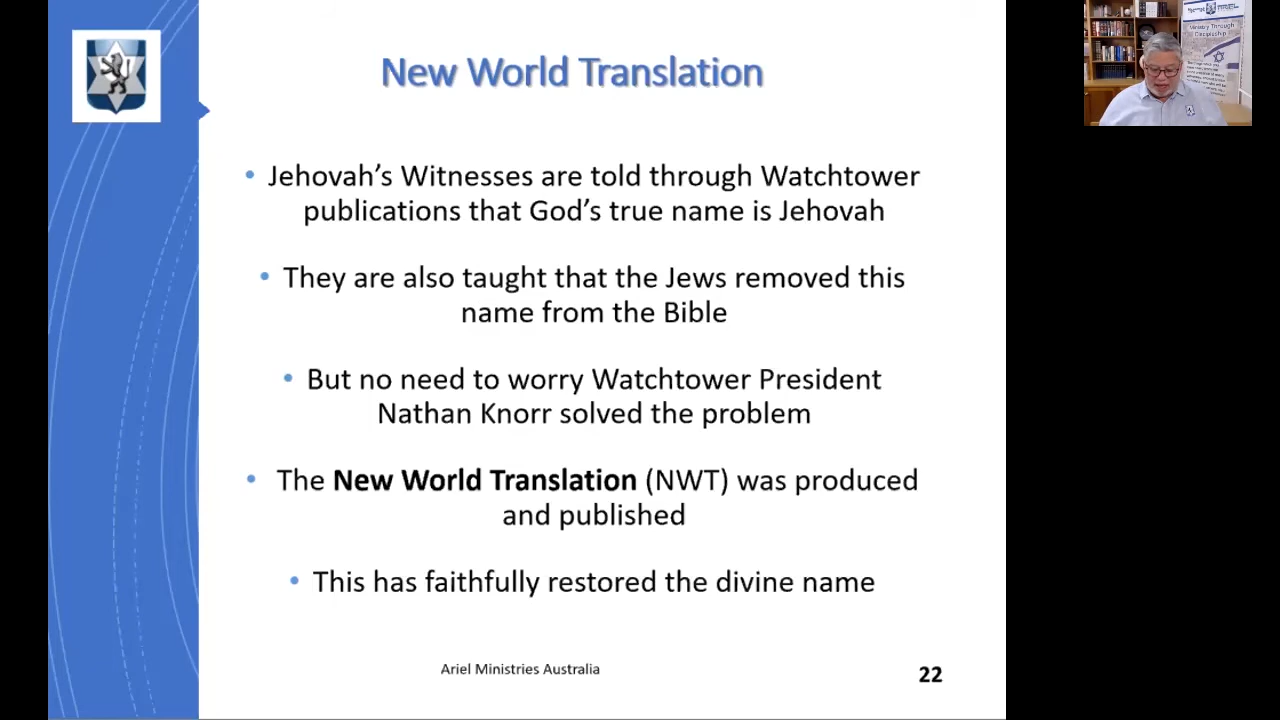 New World Translation
• Jehovah's Witnesses are told through Watchtower
publications that God's true name is Jehovah
• They are also taught that the Jews removed this
name from the Bible
• But no need to worry Watchtower President
Nathan Knorr solved the problem
• The New World Translation (NWT) was produced
and published
• This has faithfully restored the divine name
Ariel Ministries Australia
22
Ministry Through
Discipleship